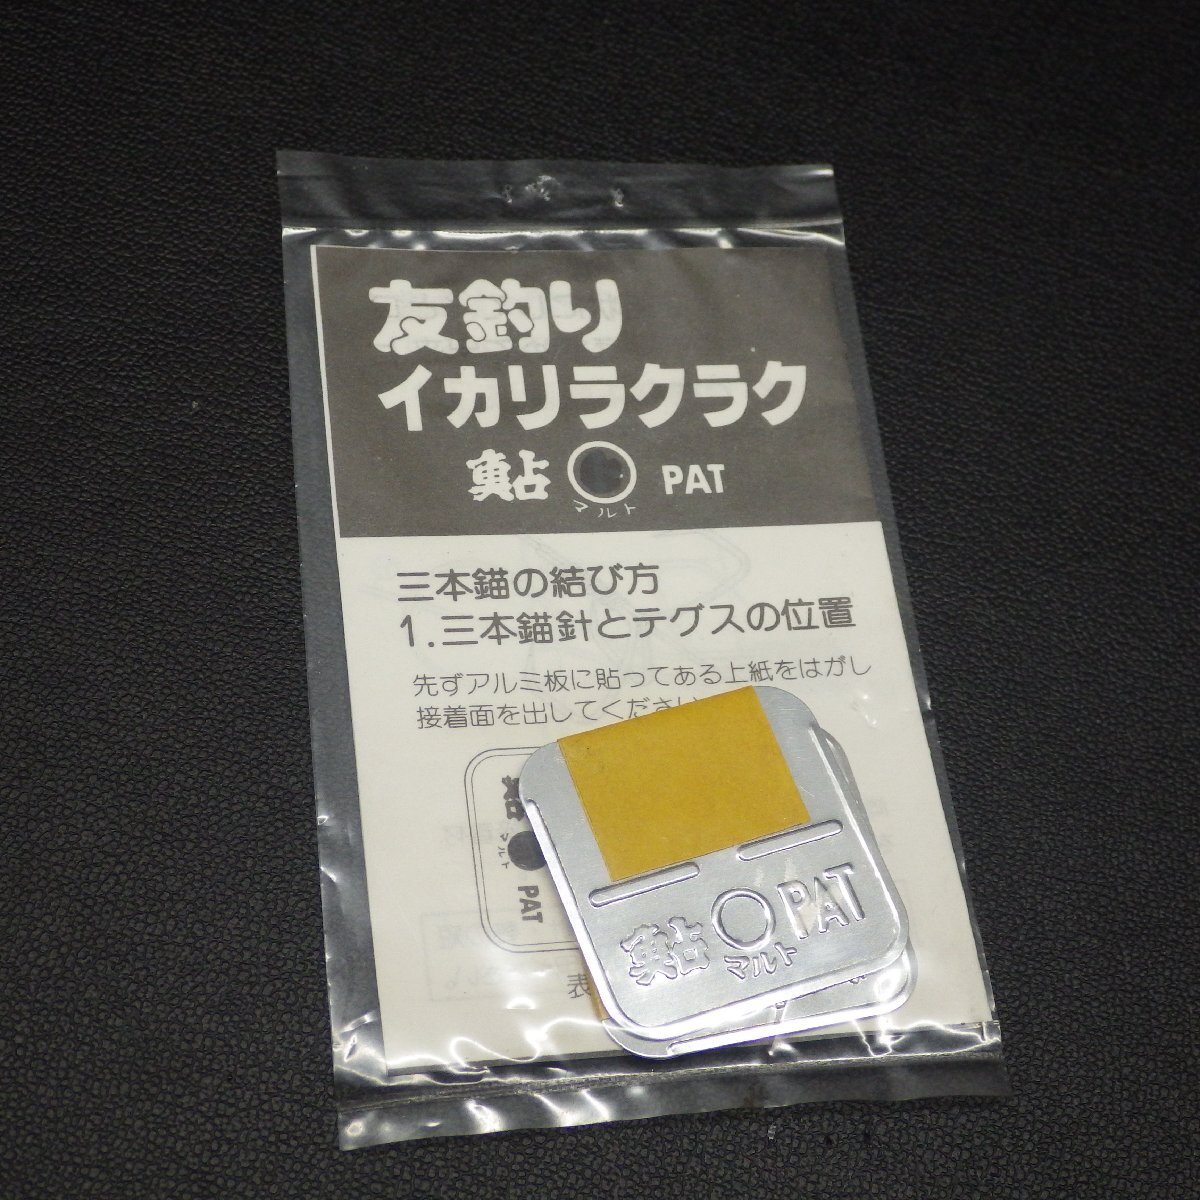 友釣り
イカリラクラク
鮎 PAT
マルト
三本錨の結び方
1.三本錨針とテグスの位置
先ずアルミ板に貼ってある上紙をはがし
接着面を出してください
鮎
マルト
PAT
表
鮎 PAT
マルト